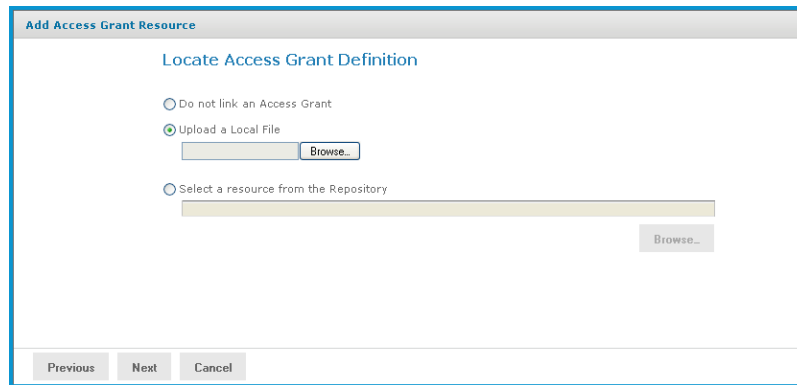 Add Access Grant Resource
Locate Access Grant Definition
Do not link an Access Grant
Upload a Local File
Browse...
Select a resource from the Repository
Browse...
Previous Next Cancel